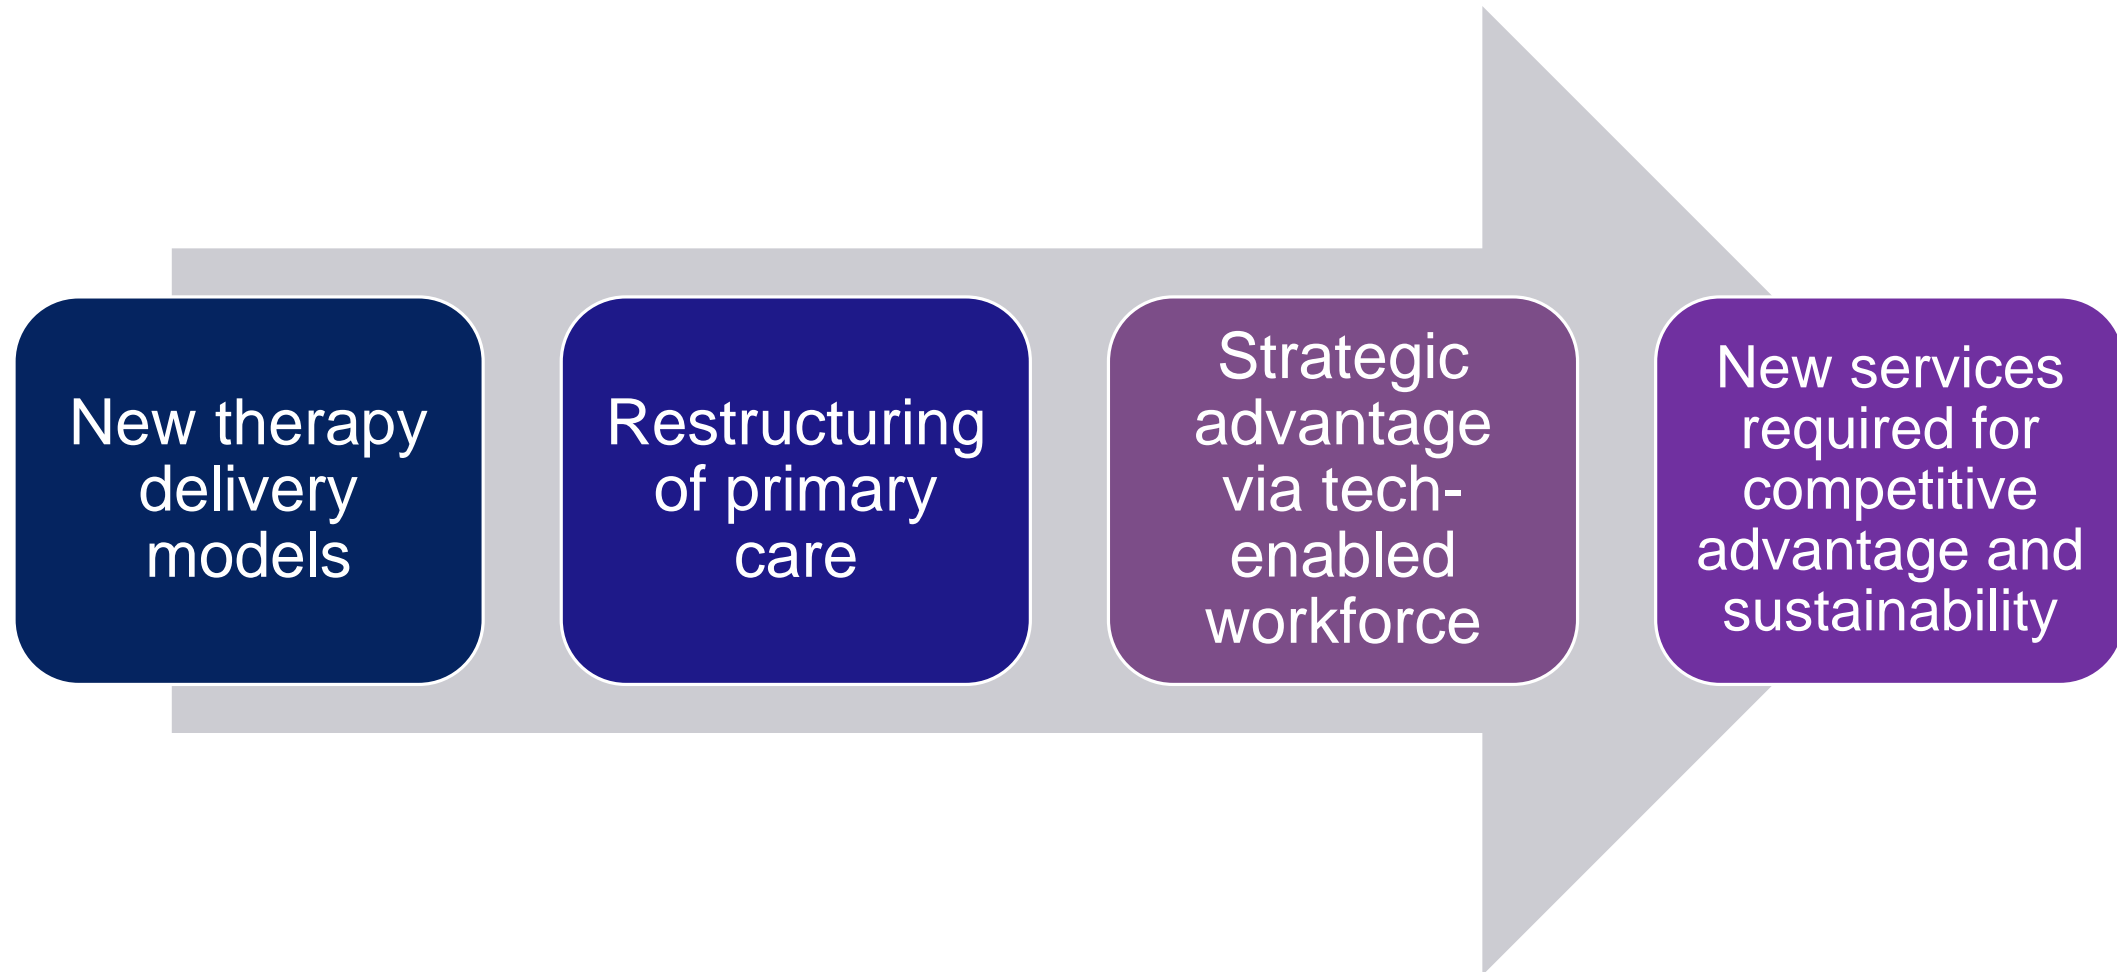 New therapy
delivery
models
Restructuring
of primary
care
Strategic
advantage
via tech-
enabled
workforce
New services
required for
competitive
advantage and
sustainability